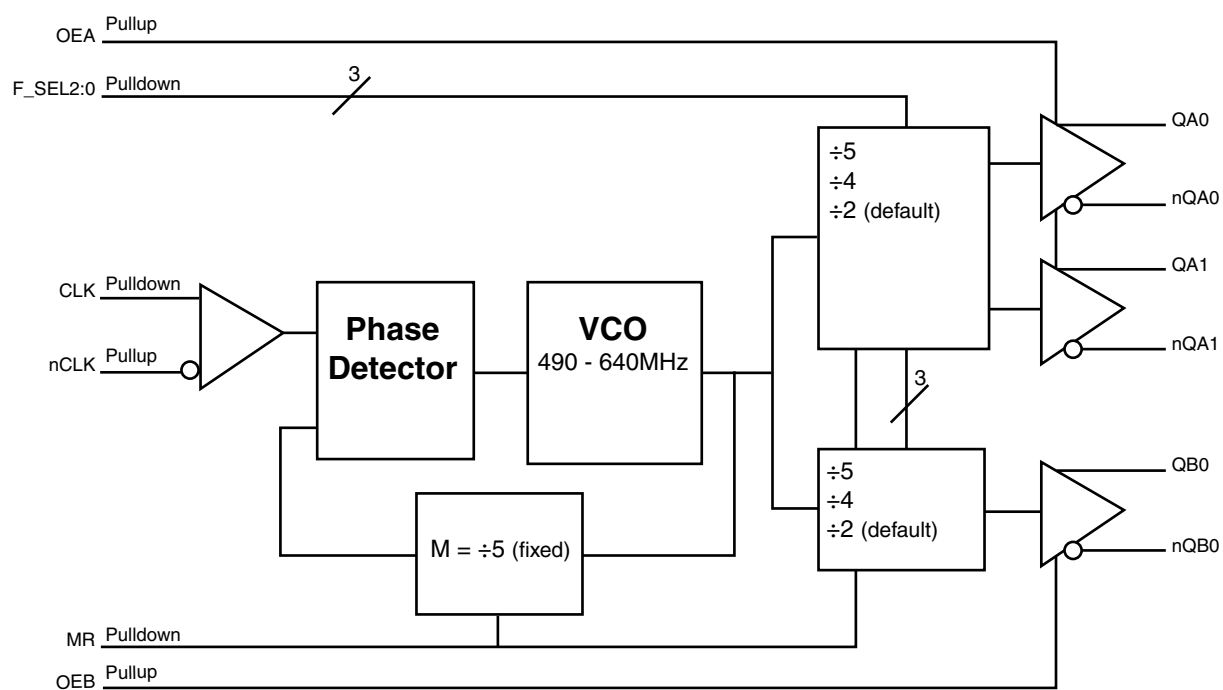 OEA Pullup
F_SEL2:0 Pulldown
3
QA0
÷5
÷4
÷2 (default)
nQA0
QA1
CLK Pulldown
nCLK Pullup
Phase
Detector
VCO
490 - 640MHz
nQA1
3
QB0
÷5
÷4
÷2 (default)
nQB0
M = ÷5 (fixed)
MR Pulldown
OEB Pullup